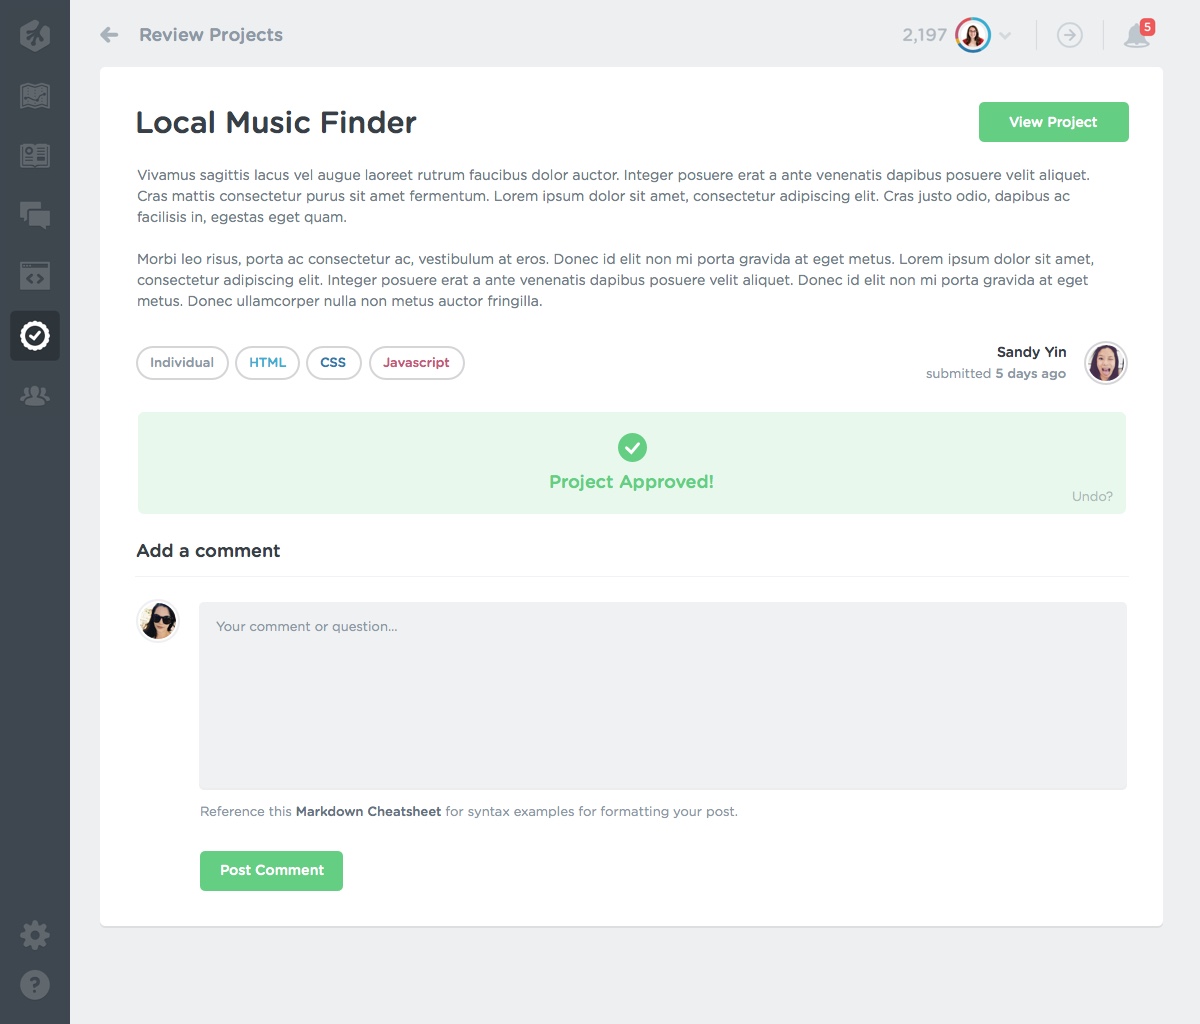 Review Projects
2,197
5
Local Music Finder
View Project
Vivamus sagittis lacus vel augue laoreet rutrum faucibus dolor auctor. Integer posuere erat a ante venenatis dapibus posuere velit aliquet.
Cras mattis consectetur purus sit amet fermentum. Lorem ipsum dolor sit amet, consectetur adipiscing elit. Cras justo odio, dapibus ac
facilisis in, egestas eget quam.
Morbi leo risus, porta ac consectetur ac, vestibulum at eros. Donec id elit non mi porta gravida at eget metus. Lorem ipsum dolor sit amet,
consectetur adipiscing elit. Integer posuere erat a ante venenatis dapibus posuere velit aliquet. Donec id elit non mi porta gravida at eget
metus. Donec ullamcorper nulla non metus auctor fringilla.
Individual
HTML
CSS
Javascript
Sandy Yin
submitted 5 days ago
Project Approved!
Undo?
Add a comment
Your comment or question...
Reference this Markdown Cheatsheet for syntax examples for formatting your post.
Post Comment
?